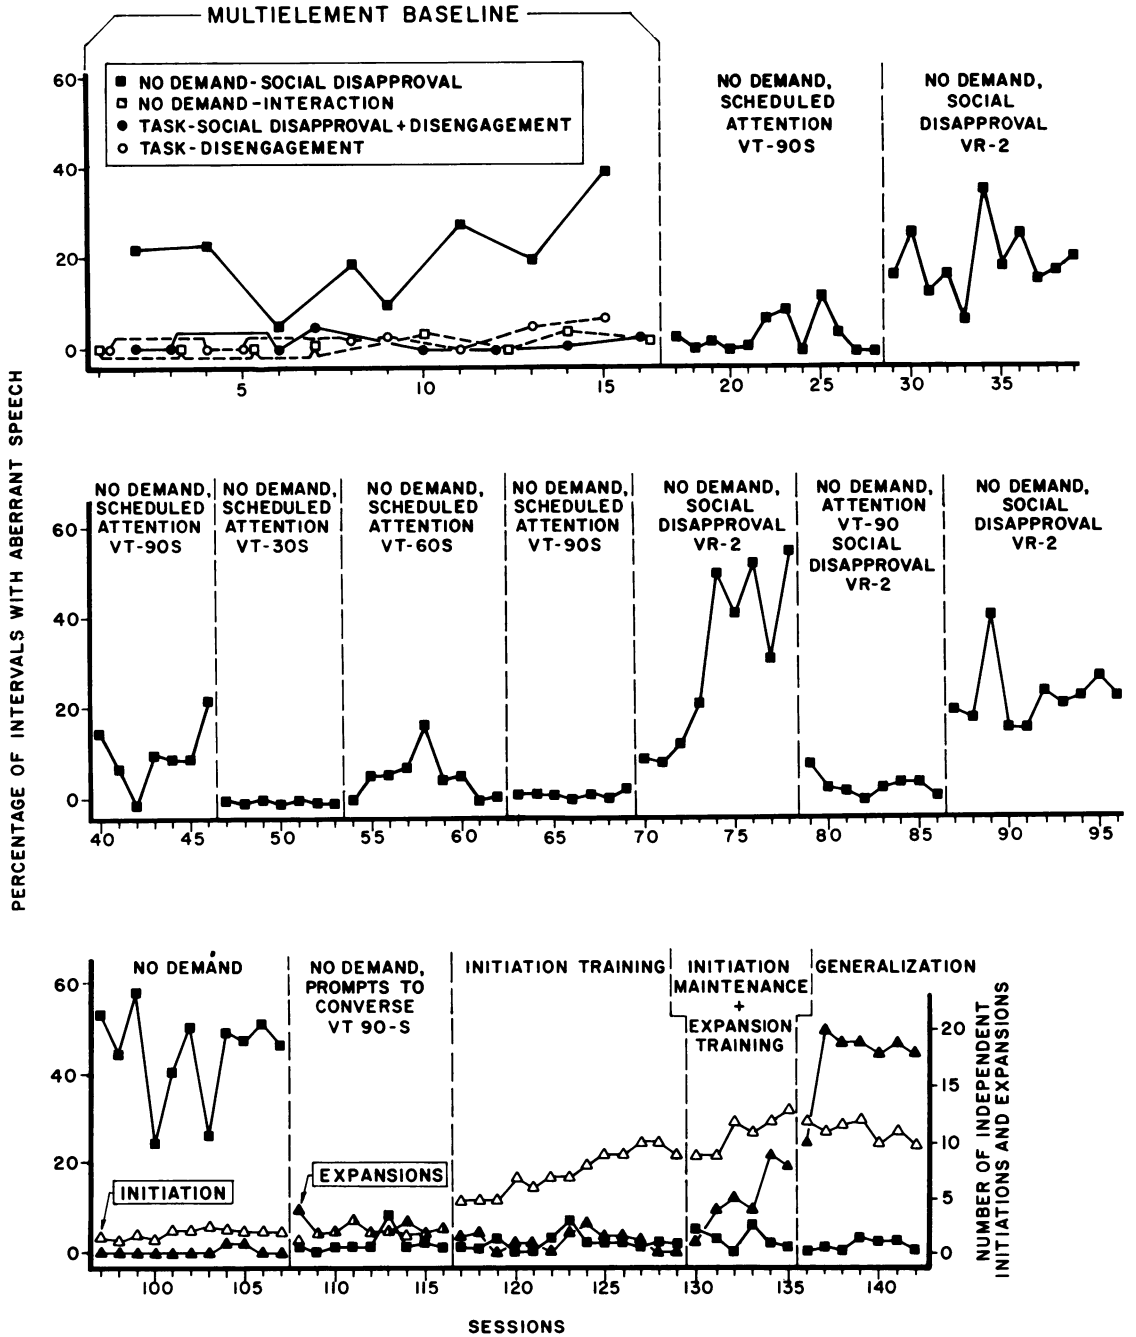 MULTIELEMENT BASELINE
NO DEMAND-SOCIAL DISAPPROVAL
NO DEMAND-INTERACTION
TASK-SOCIAL DISAPPROVAL+DISENGAGEMENT
TASK-DISENGAGEMENT
NO DEMAND,
SCHEDULED
ATTENTION
VT-90S
NO DEMAND,
SOCIAL
DISAPPROVAL
VR-2
60
40
20
0
5 10 15 20 25 30 35
PERCENTAGE OF INTERVALS WITH ABERRANT SPEECH
NO DEMAND,
SCHEDULED
ATTENTION
VT-90S
NO DEMAND,
SCHEDULED
ATTENTION
VT-30S
NO DEMAND,
SCHEDULED
ATTENTION
VT-60S
NO DEMAND,
SCHEDULED
ATTENTION
VT-90S
NO DEMAND,
SOCIAL
DISAPPROVAL
VR-2
NO DEMAND,
ATTENTION
VT-90
SOCIAL
DISAPPROVAL
VR-2
NO DEMAND,
SOCIAL
DISAPPROVAL
VR-2
60
40
20
0
40 45 50 55 60 65 70 75 80 85 90 95
NO DEMAND
NO DEMAND,
PROMPTS TO
CONVERSE
VT 90-S
INITIATION TRAINING
INITIATION
MAINTENANCE
+
EXPANSION
TRAINING
GENERALIZATION
60
40
20
0
INITIATION
EXPANSIONS
20
15
10
5
0
NUMBER OF INDEPENDENT
INITIATIONS AND EXPANSIONS
100 105 110 115 120 125 130 135 140
SESSIONS